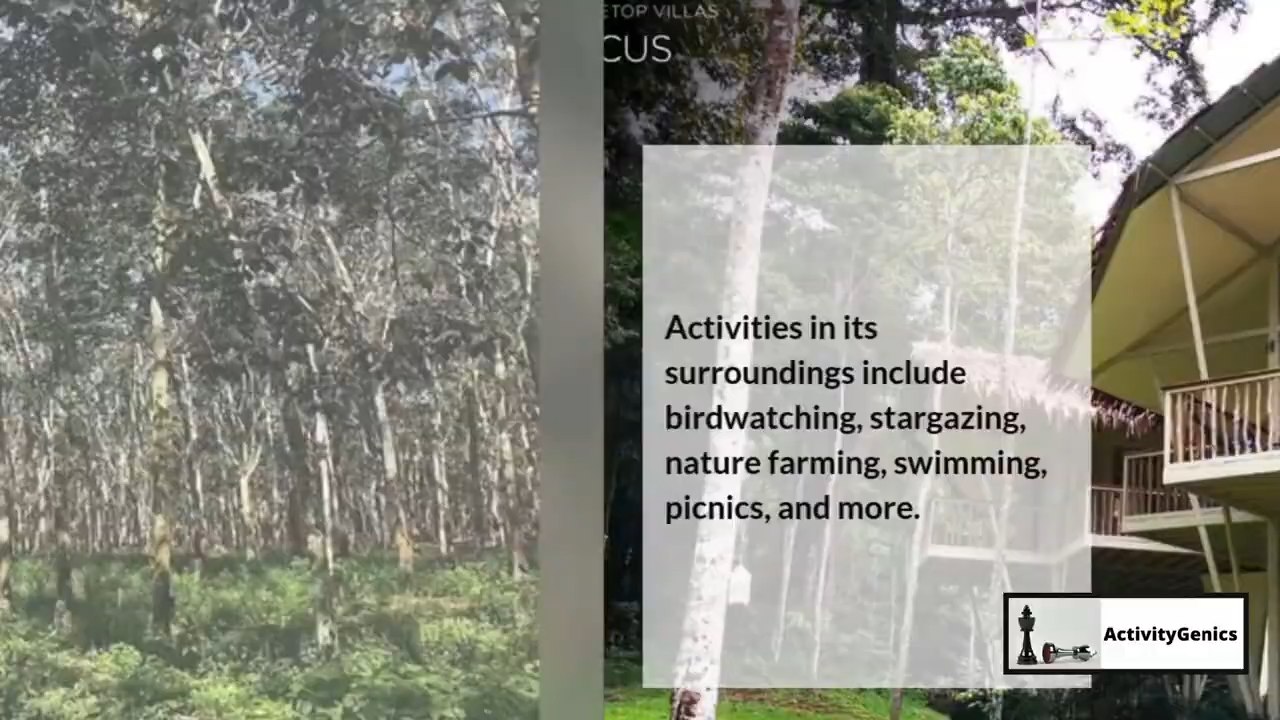 ETOP VILLAS
CUS
Activities in its
surroundings include
birdwatching, stargazing,
nature farming, swimming,
picnics, and more.
ActivityGenics